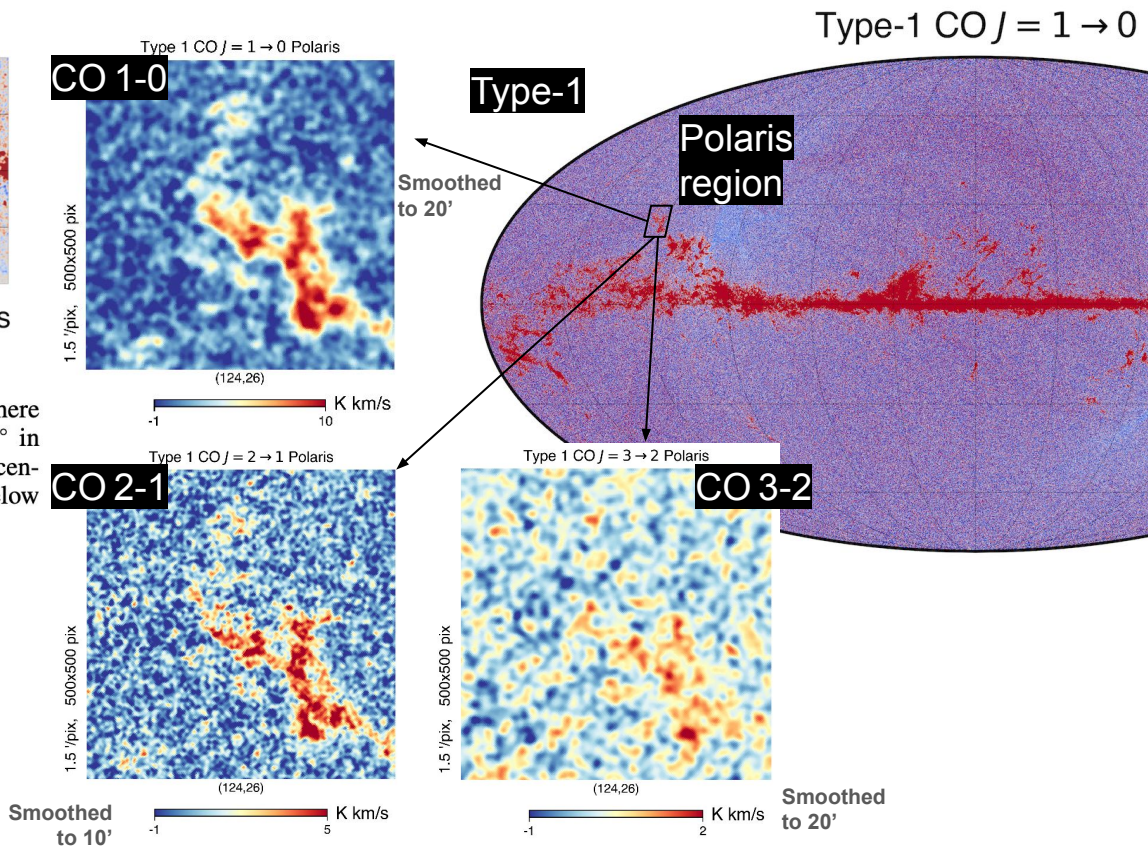 Type-1 CO J = 1 → 0
Type 1 CO J = 1 → 0 Polaris
CO 1-0
Type-1
Polaris
region
Smoothed
to 20’
1.5 '/pix, 500x500 pix
(124,26)
K km/s
-1
10
s
here
° in
cen-
low
Type 1 CO J = 2 → 1 Polaris
CO 2-1
1.5 '/pix, 500x500 pix
(124,26)
Smoothed
to 10’
K km/s
-1
5
Type 1 CO J = 3 → 2 Polaris
CO 3-2
1.5 '/pix, 500x500 pix
(124,26)
K km/s
-1
2
Smoothed
to 20’